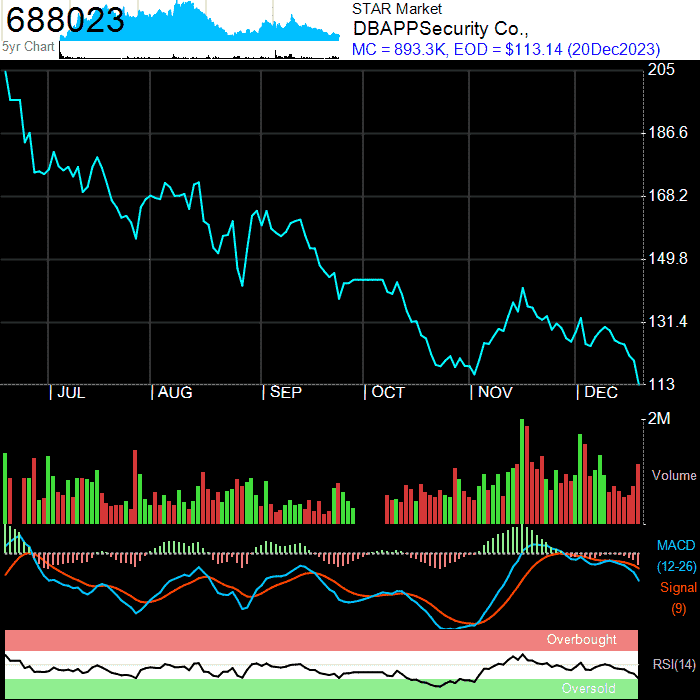 688023
5yr Chart
STAR Market
DBAPPSecurity Co.,
MC = 893.3K, EOD = $113.14 (20Dec2023)
205
186.6
168.2
149.8
131.4
113
JUL
AUG
SEP
OCT
NOV
DEC
2M
Volume
MACD
(12-26)
Signal
(9)
Overbought
RSI(14)
Oversold